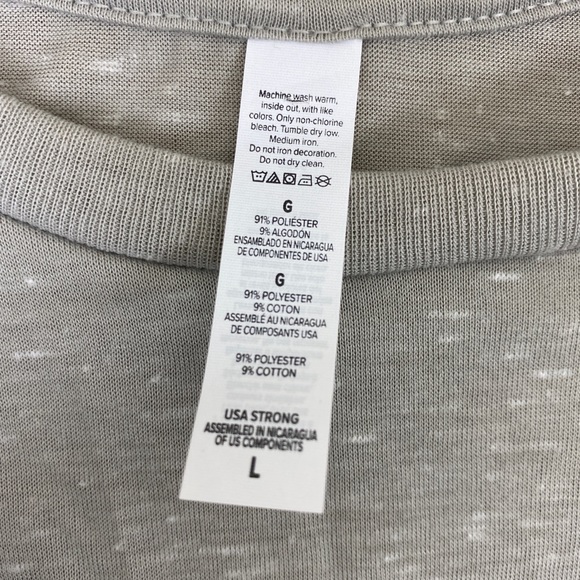 Machine wash warm,
inside out, with like
colors. Only non-chlorine
bleach. Tumble dry low.
Medium iron.
Do not iron decoration.
Do not dry clean.
G
91% POLIÉSTER
9% ALGODÓN
ENSAMBLADO EN NICARAGUA
DE COMPONENTES DE USA
G
91% POLYESTER
9% COTON
ASSEMBLÉ AU NICARAGUA
DE COMPOSANTS USA
91% POLYESTER
9% COTTON
USA STRONG
ASSEMBLED IN NICARAGUA
OF US COMPONENTS
L